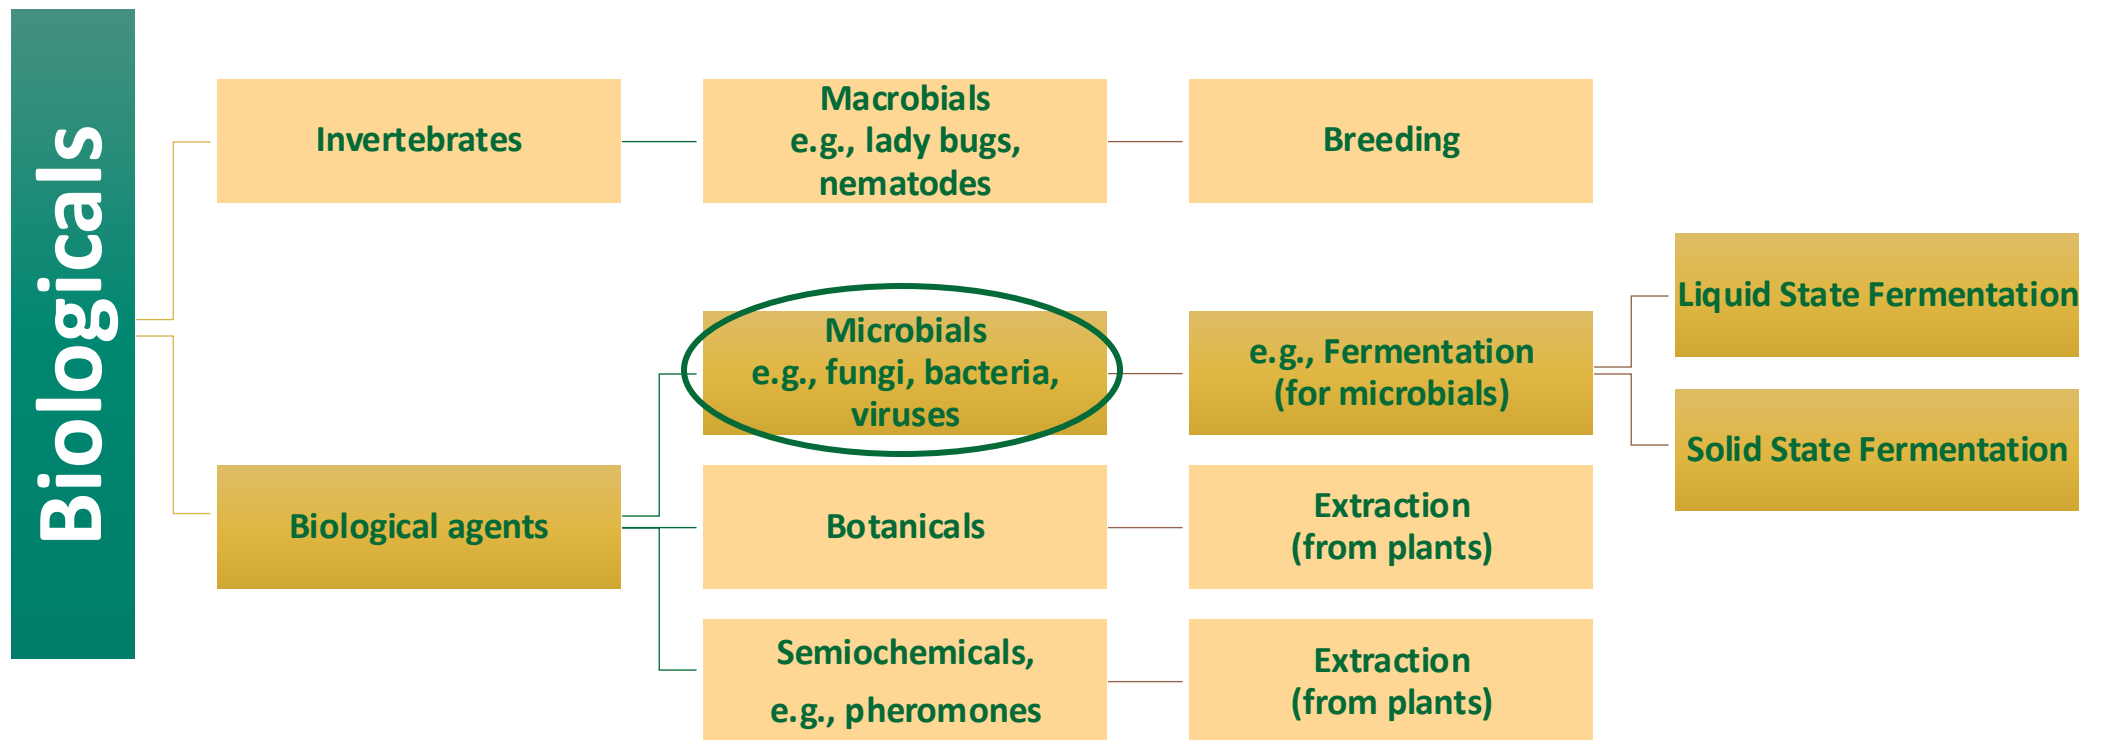 Biologicals
Invertebrates
Macrobials
e.g., lady bugs,
nematodes
Breeding
Biological agents
Microbials
e.g., fungi, bacteria,
viruses
e.g., Fermentation
(for microbials)
Liquid State Fermentation
Solid State Fermentation
Botanicals
Extraction
(from plants)
Semiochemicals,
e.g., pheromones
Extraction
(from plants)